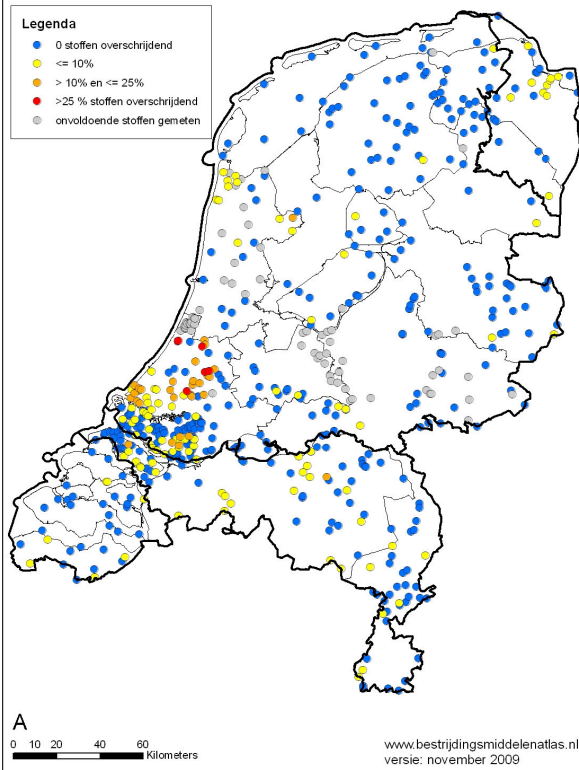 Legenda
0 stoffen overschrijdend
<= 10%
> 10% en <= 25%
>25 % stoffen overschrijdend
onvoldoende stoffen gemeten
A
0 10 20 40 60
Kilometers
www.bestrijdingsmiddelenatlas.nl
versie: november 2009